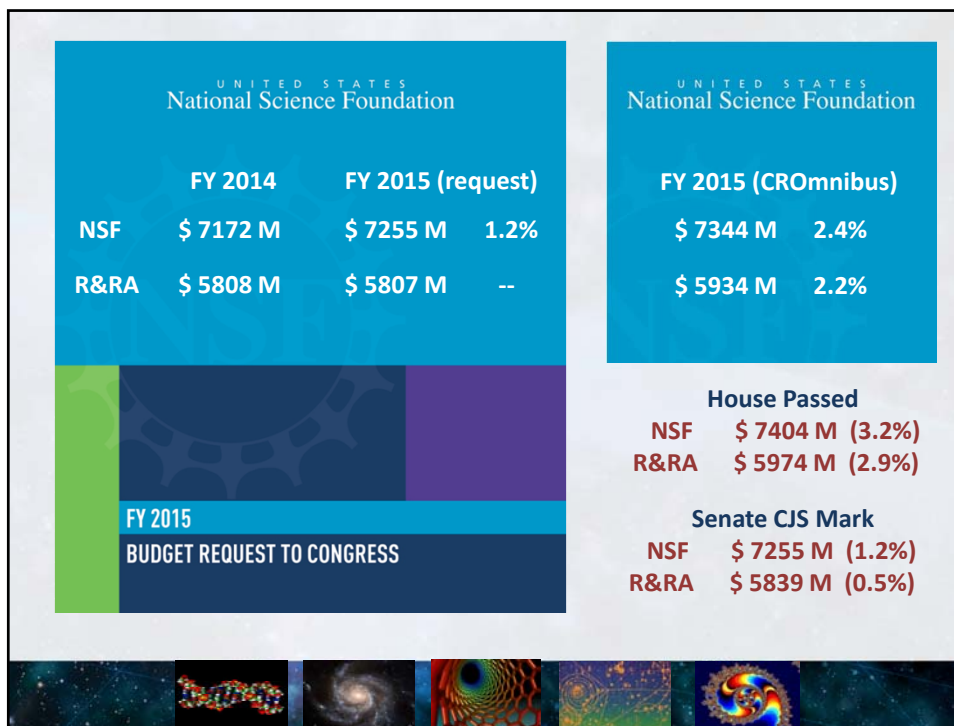 UNITED STATES
National Science Foundation
FY 2014 FY 2015 (request)
NSF $ 7172 M $ 7255 M 1.2%
R&RA $ 5808 M $ 5807 M --
NSF
FY 2015
BUDGET REQUEST TO CONGRESS
UNITED STATES
National Science Foundation
FY 2015 (CROmnibus)
$ 7344 M 2.4%
$ 5934 M 2.2%
House Passed
NSF $ 7404 M (3.2%)
R&RA $ 5974 M (2.9%)
Senate CJS Mark
NSF $ 7255 M (1.2%)
R&RA $ 5839 M (0.5%)